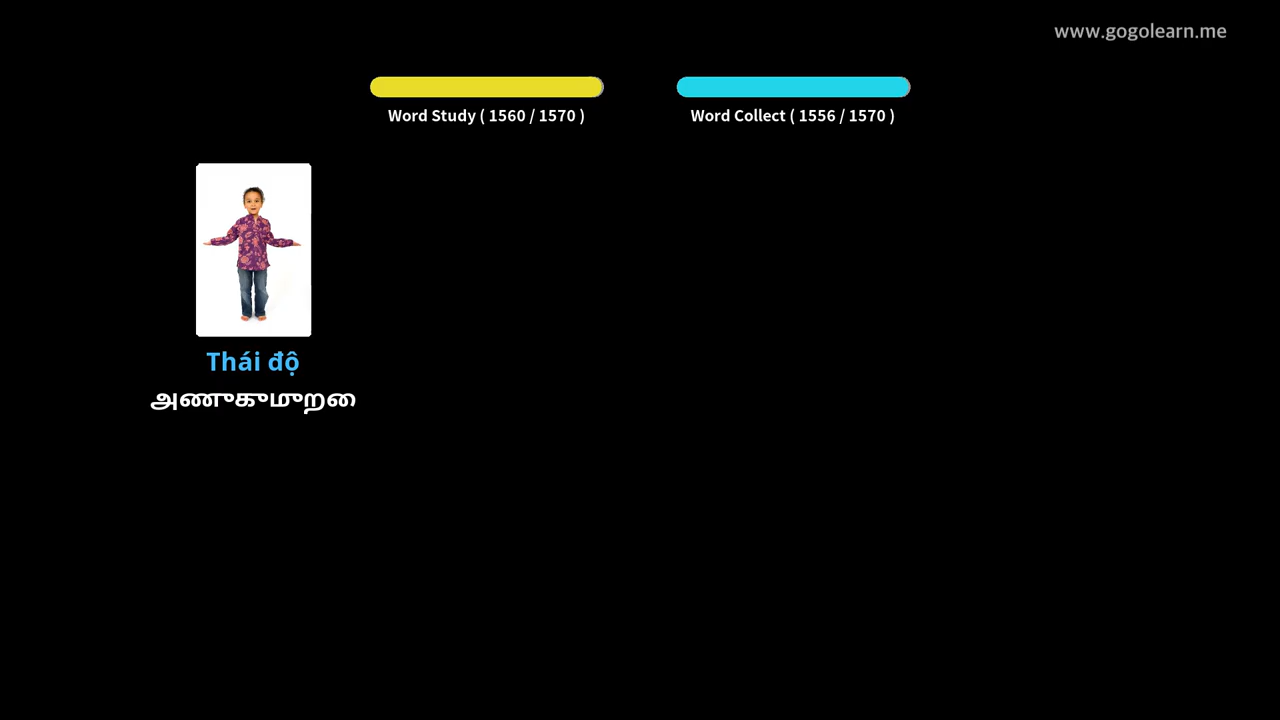 www.gogolearn.me
Word Study ( 1560 / 1570 )
Word Collect ( 1556 / 1570 )
Thái độ
அணுகுமுறை